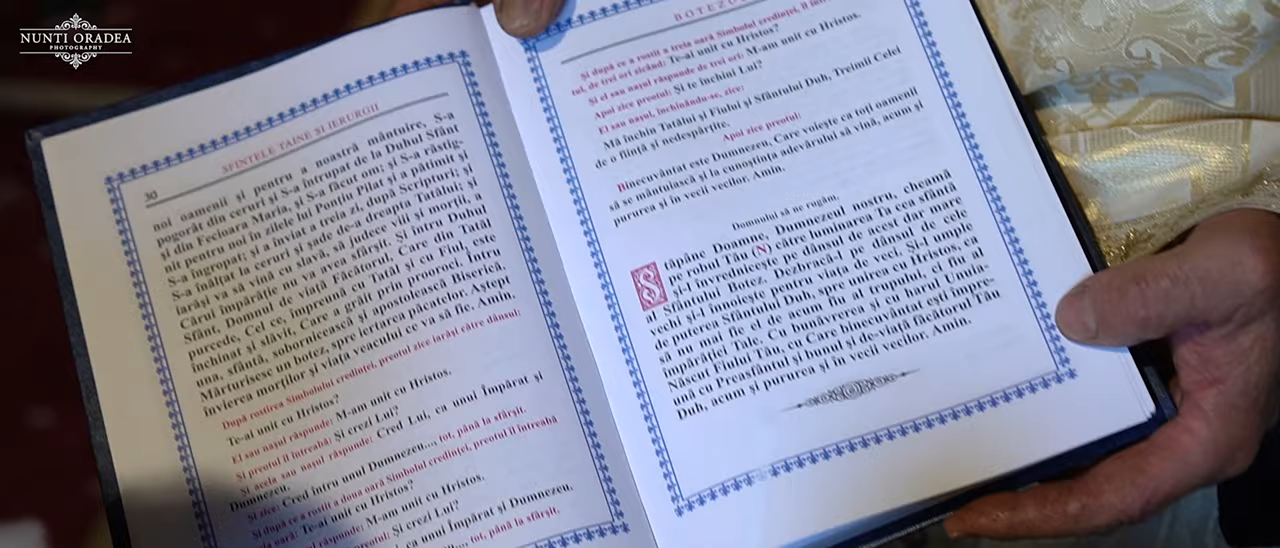 NUNTI ORADEA
PHOTOGRAPHY
30
SFINTELE TAINE ȘI IERURGII
noi oamenii și pentru a noastră mântuire, S-a
pogorât din ceruri și S-a întrupat de la Duhul Sfânt
și din Fecioara Maria, și S-a făcut om; și S-a răstig-
nit pentru noi în zilele lui Ponțiu Pilat și a pătimit și
S-a îngropat; și a înviat a treia zi, după Scripturi; și
S-a înălțat la ceruri și șade de-a dreapta Tatălui; și
iarăși va să vină cu slavă, să judece viii și morții, a
Cărui împărăție nu va avea sfârșit. Și întru Duhul
Sfânt, Domnul de viață Făcătorul, Care din Tatăl
purcede, Cel ce, împreună cu Tatăl și cu Fiul, este
închinat și slăvit, Care a grăit prin prooroci. Întru
una, sfântă, sobornicească și apostolească Biserică.
Mărturisesc un botez, spre iertarea păcatelor. Aștept
învierea morților și viața veacului ce va să fie. Amin.
După rostirea Simbolului credinței, preotul zice iarăși către dânsul:
Te-ai unit cu Hristos?
El sau nașul răspunde: M-am unit cu Hristos.
Și preotul îl întreabă: Și crezi Lui?
Și acela sau nașul răspunde: Cred Lui, ca unui Împărat și
Dumnezeu.
Și zice: Cred întru unul Dumnezeu..., tot, până la sfârșit.
Și după ce a rostit a doua oară Simbolul credinței, preotul îl întreabă
oară: Te-ai unit cu Hristos?
răspunde: M-am unit cu Hristos.
preotul: Și crezi Lui?
ca unui Împărat și Dumnezeu.
tot, până la sfârșit.
Și după ce a rostit a treia oară Simbolul credinței, îl
tul, de trei ori zicând: Te-ai unit cu Hristos?
Și el sau nașul răspunde de trei ori: M-am unit cu Hristos.
Apoi zice preotul: Și te închini Lui?
El sau nașul, închinându-se, zice:
Mă închin Tatălui și Fiului și Sfântului Duh, Treimii Celei
de o ființă și nedespărțite.
Apoi zice preotul:
Binecuvântat este Dumnezeu, Care voiește ca toți oamenii
să se mântuiască și la cunoștința adevărului să vină, acum și
pururea și în vecii vecilor. Amin.
Domnului să ne rugăm.
Stăpâne Doamne, Dumnezeul nostru, cheamă
pe robul Tău (N) către luminarea Ta cea sfântă
și-l învrednicește pe dânsul de acest dar mare
al Sfântului Botez. Dezbracă-l pe dânsul de cele
vechi și-l înnoiește pentru viața de veci. Și-l umple
de puterea Sfântului Duh, spre unirea cu Hristos, ca
să nu mai fie el de acum fiu al trupului, ci fiu al
împărăției Tale. Cu bunăvrerea și cu harul Unuia-
Născut Fiului Tău, cu Care binecuvântat ești împre-
ună cu Preasfântul și bunul și de-viață făcătorul Tău
Duh, acum și pururea și în vecii vecilor. Amin.